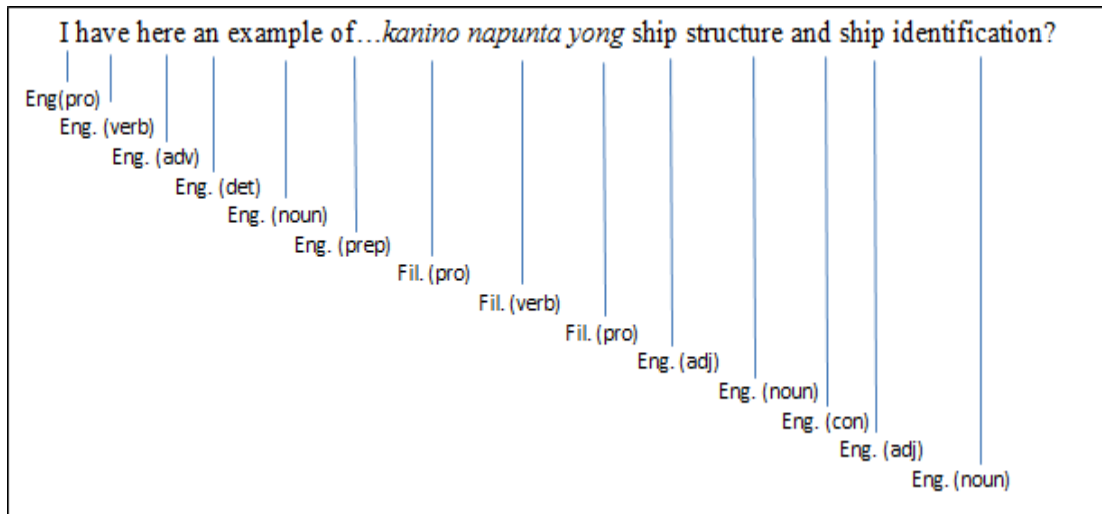 I have here an example of…kanino napunta yong ship structure and ship identification?
Eng(pro)
Eng. (verb)
Eng. (adv)
Eng. (det)
Eng. (noun)
Eng. (prep)
Fil. (pro)
Fil. (verb)
Fil. (pro)
Eng. (adj)
Eng. (noun)
Eng. (con)
Eng. (adj)
Eng. (noun)